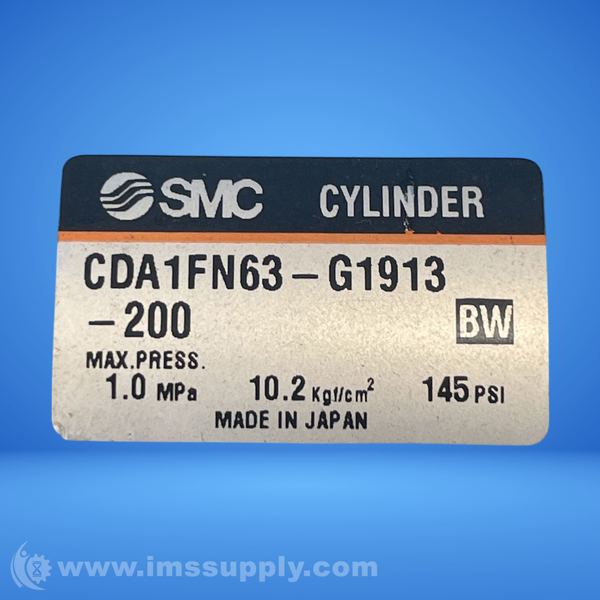 SMC CYLINDER
CDA1FN63-G1913
-200
BW
MAX.PRESS.
1.0 MPa 10.2 Kgf/cm² 145 PSI
MADE IN JAPAN
www.imssupply.com